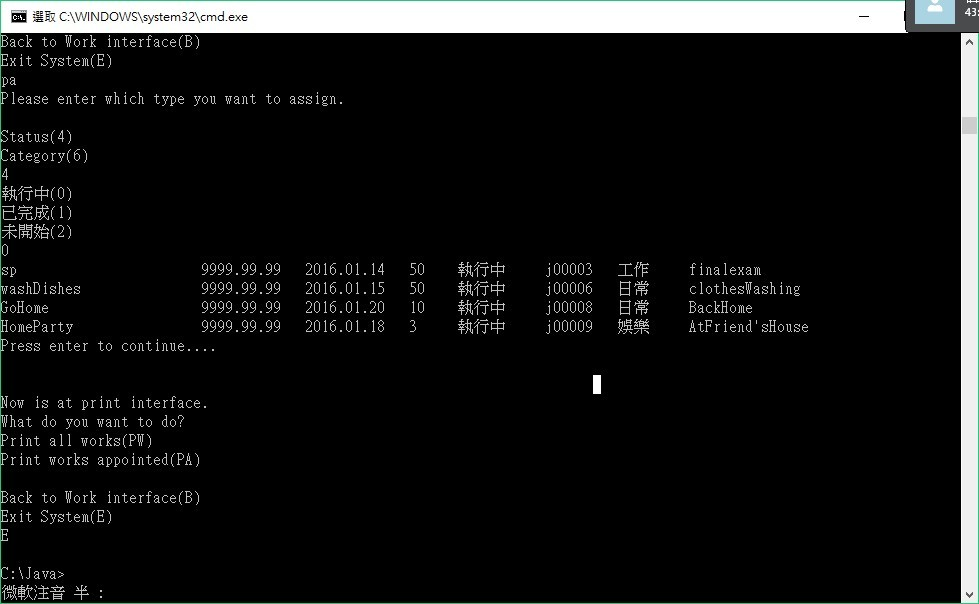 選取 C:\WINDOWS\system32\cmd.exe
43:
Back to Work interface(B)
Exit System(E)
pa
Please enter which type you want to assign.
Status(4)
Category(6)
4
執行中(0)
已完成(1)
未開始(2)
0
sp 9999.99.99 2016.01.14 50 執行中 j00003 工作 finalexam
washDishes 9999.99.99 2016.01.15 50 執行中 j00006 日常 clothesWashing
GoHome 9999.99.99 2016.01.20 10 執行中 j00008 日常 BackHome
HomeParty 9999.99.99 2016.01.18 3 執行中 j00009 娛樂 AtFriend'sHouse
Press enter to continue....
Now is at print interface.
What do you want to do?
Print all works(PW)
Print works appointed(PA)
Back to Work interface(B)
Exit System(E)
E
C:\Java>
微軟注音 半 :